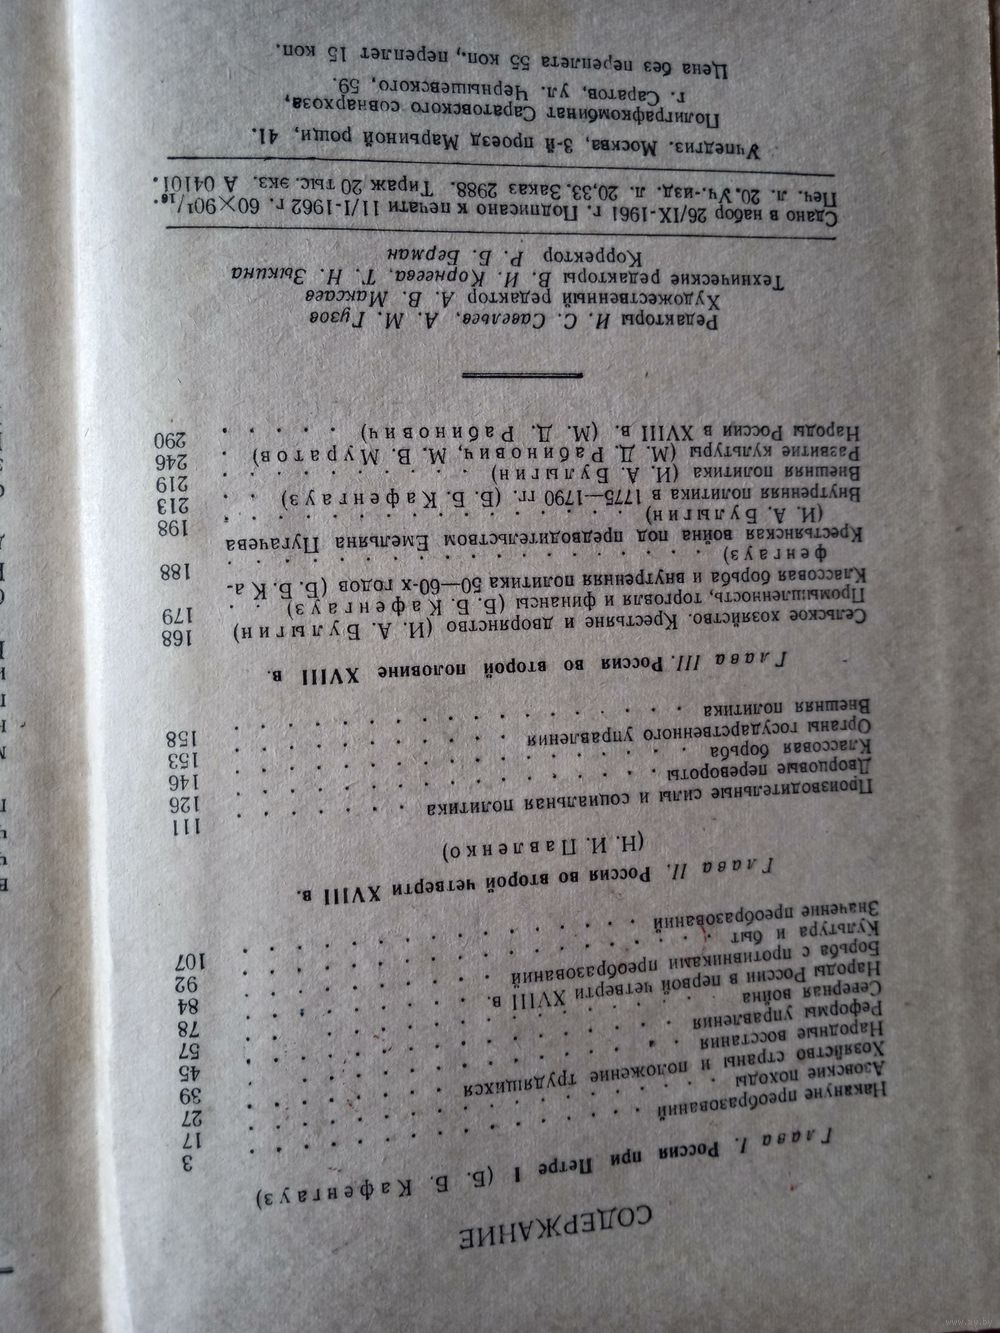 СОДЕРЖАНИЕ
Глава I. Россия при Петре I (Б. Б. Кафенгауз)
Накануне преобразований . . . . . . . . . . . 3
Азовские походы . . . . . . . . . . . . 17
Хозяйство страны и положение трудящихся . . . . . . 27
Народные восстания . . . . . . . . . . . 39
Реформы управления . . . . . . . . . . . 45
Северная война . . . . . . . . . . . . 57
Народы России в первой четверти XVIII в. . . . . . . 78
Борьба с противниками преобразований . . . . . . . 84
Культура и быт . . . . . . . . . . . . 92
Значение преобразований . . . . . . . . . . 107
Глава II. Россия во второй четверти XVIII в.
(Н. И. Павленко)
Производительные силы и социальная политика . . . . . 111
Дворцовые перевороты . . . . . . . . . . . 126
Классовая борьба . . . . . . . . . . . . 146
Органы государственного управления . . . . . . . 153
Внешняя политика . . . . . . . . . . . . 158
Глава III. Россия во второй половине XVIII в.
Сельское хозяйство. Крестьяне и дворянство (И. А. Булыгин) 168
Промышленность, торговля и финансы (Б. Б. Кафенгауз) . . 179
Классовая борьба и внутренняя политика 50—60-х годов (Б. Б. Ка-
фенгауз) . . . . . . . . . . . . . . 188
Крестьянская война под предводительством Емельяна Пугачева
(И. А. Булыгин) . . . . . . . . . . . . 198
Внутренняя политика в 1775—1790 гг. (Б. Б. Кафенгауз) . . 213
Внешняя политика (И. А. Булыгин) . . . . . . . . 219
Развитие культуры (М. Д. Рабинович, М. В. Муратов) . 246
Народы России в XVIII в. (М. Д. Рабинович) . . . . . 290
Редакторы И. С. Савельев, А. М. Гузов
Художественный редактор А. В. Максаев
Технические редакторы В. И. Корнеева, Т. Н. Зыкина
Корректор Р. Б. Берман
Сдано в набор 26/IX-1961 г. Подписано к печати 11/I-1962 г. 60×90 1/16.
Печ. л. 20. Уч.-изд. л. 20,33. Заказ 2988. Тираж 20 тыс. экз. А 04101.
Учпедгиз. Москва, 3-й проезд Марьиной рощи, 41.
Полиграфкомбинат Саратовского совнархоза,
г. Саратов, ул. Чернышевского, 59.
Цена без переплета 55 коп., переплет 15 коп.
www.ay.by